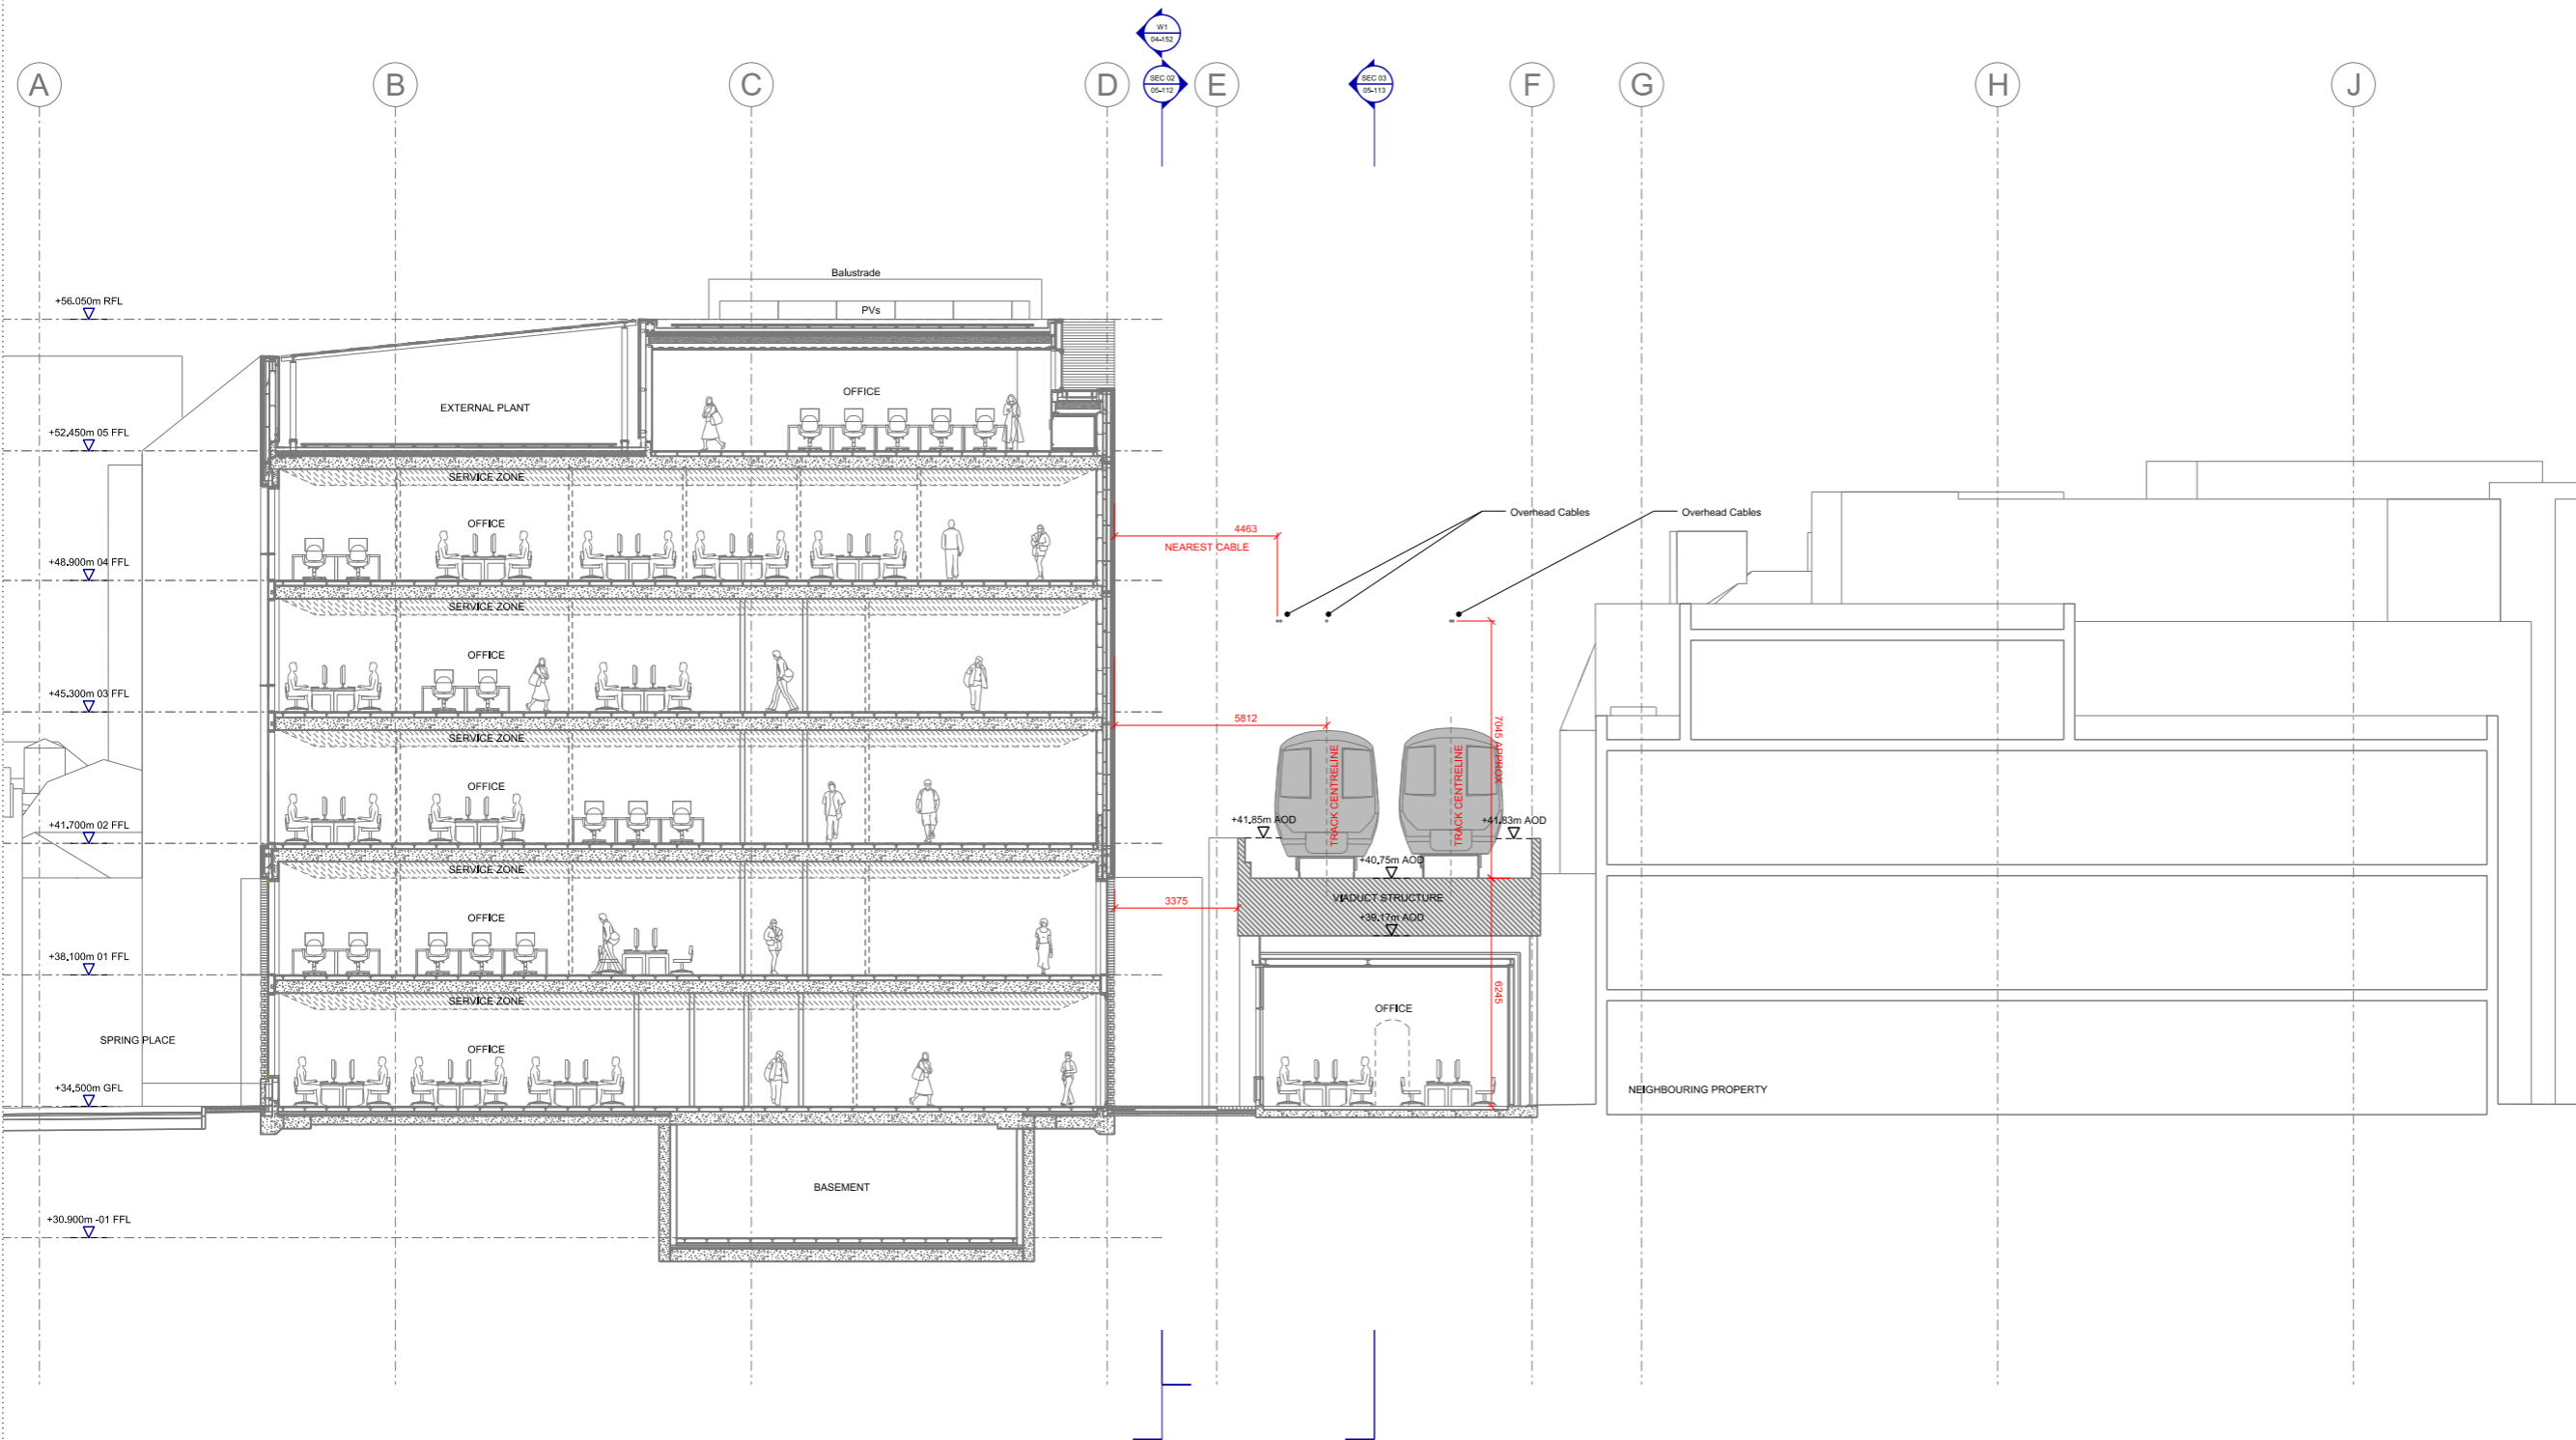 W1
04-152
SEC 02
05-112
SEC 03
05-113
A
B
C
D
E
F
G
H
J
Balustrade
PVs
+56.050m RFL
EXTERNAL PLANT
OFFICE
+52.450m 05 FFL
SERVICE ZONE
OFFICE
4463
NEAREST CABLE
Overhead Cables
Overhead Cables
+48.900m 04 FFL
SERVICE ZONE
OFFICE
+45.300m 03 FFL
5812
7045 APPROX
SERVICE ZONE
OFFICE
TRACK CENTRELINE
TRACK CENTRELINE
+41.700m 02 FFL
+41.85m AOD
+41.83m AOD
+40.75m AOD
SERVICE ZONE
VIADUCT STRUCTURE
3375
+39.17m AOD
OFFICE
+38.100m 01 FFL
SERVICE ZONE
6245
OFFICE
SPRING PLACE
OFFICE
+34.500m GFL
NEIGHBOURING PROPERTY
BASEMENT
+30.900m -01 FFL